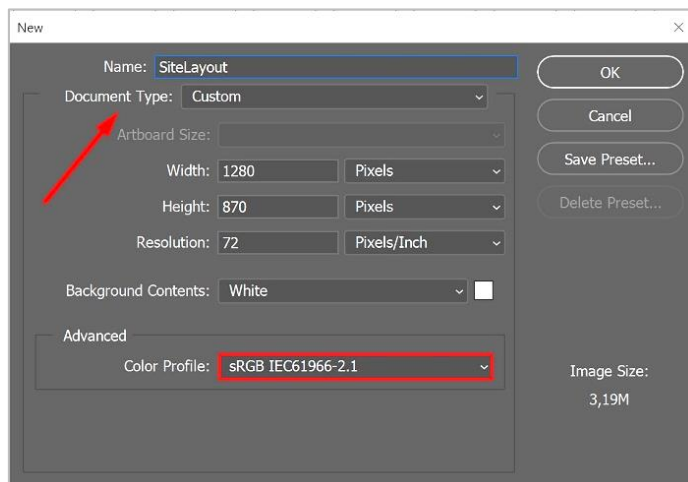 New
Name: SiteLayout
OK
Document Type: Custom
Cancel
Artboard Size:
Width: 1280 Pixels
Save Preset...
Height: 870 Pixels
Delete Preset...
Resolution: 72 Pixels/Inch
Background Contents: White
Advanced
Color Profile: sRGB IEC61966-2.1
Image Size:
3,19M